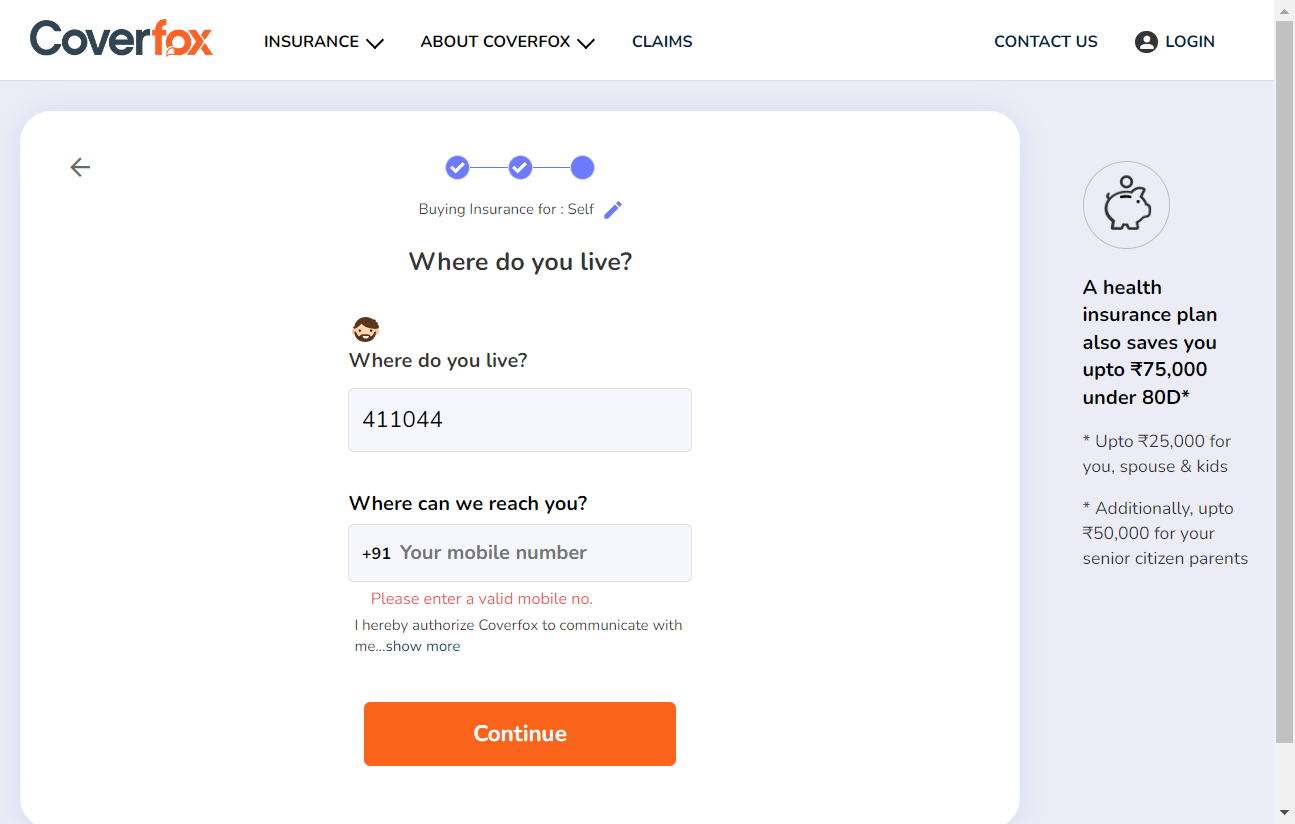 Coverfox
INSURANCE
ABOUT COVERFOX
CLAIMS
CONTACT US
LOGIN
Buying Insurance for : Self
Where do you live?
Where do you live?
411044
Where can we reach you?
+91 Your mobile number
Please enter a valid mobile no.
I hereby authorize Coverfox to communicate with
me...show more
Continue
A health
insurance plan
also saves you
upto ₹75,000
under 80D*
* Upto ₹25,000 for
you, spouse & kids
* Additionally, upto
₹50,000 for your
senior citizen parents